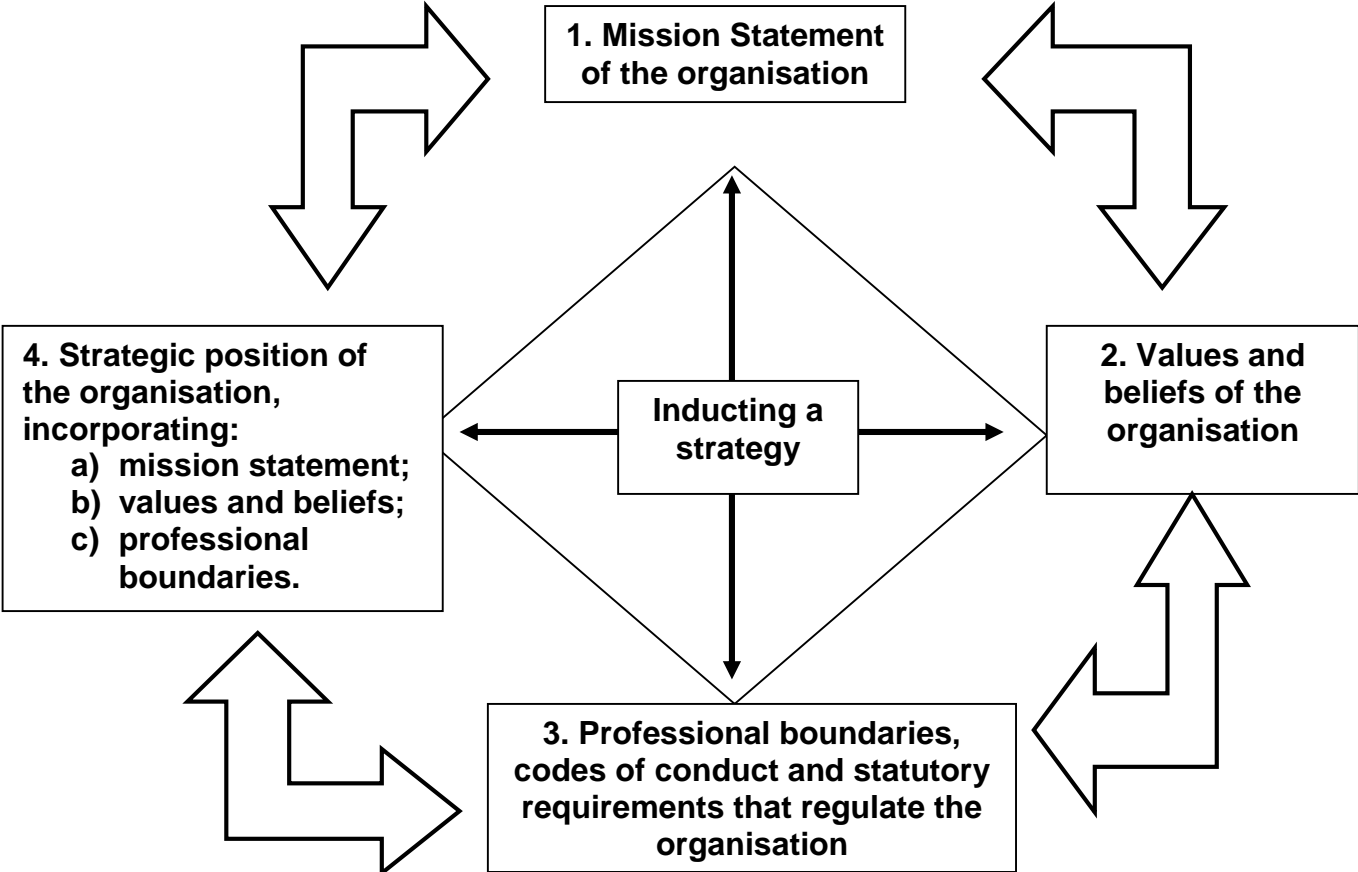 1. Mission Statement
of the organisation
4. Strategic position of
the organisation,
incorporating:
a) mission statement;
b) values and beliefs;
c) professional
boundaries.
Inducting a
strategy
2. Values and
beliefs of the
organisation
3. Professional boundaries,
codes of conduct and statutory
requirements that regulate the
organisation